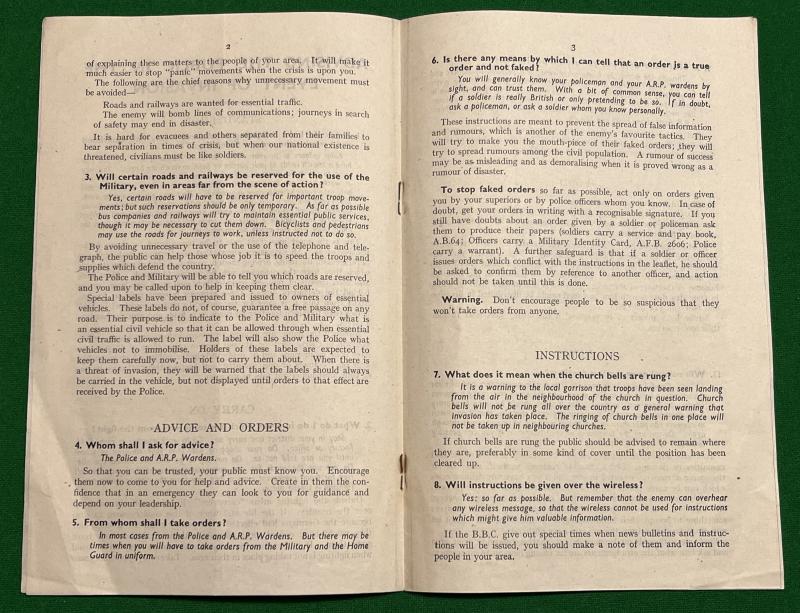 2
of explaining these matters to the people of your area. It will make it
much easier to stop "panic" movements when the crisis is upon you.
The following are the chief reasons why unnecessary movement must
be avoided—
Roads and railways are wanted for essential traffic.
The enemy will bomb lines of communications; journeys in search
of safety may end in disaster.
It is hard for evacuees and others separated from their families to
bear separation in times of crisis, but when our national existence is
threatened, civilians must be like soldiers.
3. Will certain roads and railways be reserved for the use of the
Military, even in areas far from the scene of action?
Yes, certain roads will have to be reserved for important troop move-
ments; but such reservations should be only temporary. As far as possible
bus companies and railways will try to maintain essential public services,
though it may be necessary to cut them down. Bicyclists and pedestrians
may use the roads for journeys to work, unless instructed not to do so.
By avoiding unnecessary travel or the use of the telephone and tele-
graph, the public can help those whose job it is to speed the troops and
supplies which defend the country.
The Police and Military will be able to tell you which roads are reserved,
and you may be called upon to help in keeping them clear.
Special labels have been prepared and issued to owners of essential
vehicles. These labels do not, of course, guarantee a free passage on any
road. Their purpose is to indicate to the Police and Military what is
an essential civil vehicle so that it can be allowed through when essential
civil traffic is allowed to run. The label will also show the Police what
vehicles not to immobilise. Holders of these labels are expected to
keep them carefully now, but not to carry them about. When there is
a threat of invasion, they will be warned that the labels should always
be carried in the vehicle, but not displayed until orders to that effect are
received by the Police.
ADVICE AND ORDERS
4. Whom shall I ask for advice?
The Police and A.R.P. Wardens.
So that you can be trusted, your public must know you. Encourage
them now to come to you for help and advice. Create in them the con-
fidence that in an emergency they can look to you for guidance and
depend on your leadership.
5. From whom shall I take orders?
In most cases from the Police and A.R.P. Wardens. But there may be
times when you will have to take orders from the Military and the Home
Guard in uniform.
3
6. Is there any means by which I can tell that an order is a true
order and not faked?
You will generally know your policeman and your A.R.P. wardens by
sight, and can trust them. With a bit of common sense, you can tell
if a soldier is really British or only pretending to be so. If in doubt,
ask a policeman, or ask a soldier whom you know personally.
These instructions are meant to prevent the spread of false information
and rumours, which is another of the enemy's favourite tactics. They
will try to make you the mouth-piece of their faked orders; they will
try to spread rumours among the civil population. A rumour of success
may be as misleading and as demoralising when it is proved wrong as a
rumour of disaster.
To stop faked orders so far as possible, act only on orders given
you by your superiors or by police officers whom you know. In case of
doubt, get your orders in writing with a recognisable signature. If you
still have doubts about an order given by a soldier or policeman ask
them to produce their papers (soldiers carry a service and pay book,
A.B.64; Officers carry a Military Identity Card, A.F.B. 2606; Police
carry a warrant). A further safeguard is that if a soldier or officer
issues orders which conflict with the instructions in the leaflet, he should
be asked to confirm them by reference to another officer, and action
should not be taken until this is done.
Warning. Don't encourage people to be so suspicious that they
won't take orders from anyone.
INSTRUCTIONS
7. What does it mean when the church bells are rung?
It is a warning to the local garrison that troops have been seen landing
from the air in the neighbourhood of the church in question. Church
bells will not be rung all over the country as a general warning that
invasion has taken place. The ringing of church bells in one place will
not be taken up in neighbouring churches.
If church bells are rung the public should be advised to remain where
they are, preferably in some kind of cover until the position has been
cleared up.
8. Will instructions be given over the wireless?
Yes; so far as possible. But remember that the enemy can overhear
any wireless message, so that the wireless cannot be used for instructions
which might give him valuable information.
If the B.B.C. give out special times when news bulletins and instruc-
tions will be issued, you should make a note of them and inform the
people in your area.